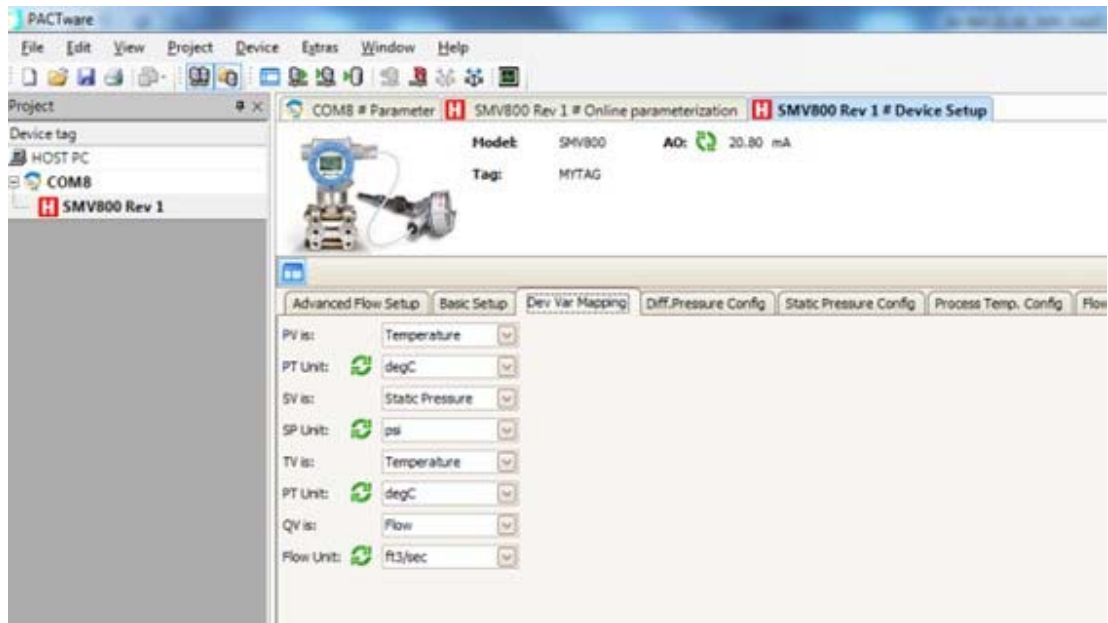 PACTware
File Edit View Project Device Extras Window Help
Project
COM8 # Parameter H SMV800 Rev 1 # Online parameterization H SMV800 Rev 1 # Device Setup
Device tag
HOST PC
COM8
H SMV800 Rev 1
Model: SMV800 AO: 20.80 mA
Tag: MYTAG
Advanced Flow Setup Basic Setup Dev Var Mapping Diff.Pressure Config Static Pressure Config Process Temp. Config Flow
PV is: Temperature
PT Unit: degC
SV is: Static Pressure
SP Unit: psi
TV is: Temperature
PT Unit: degC
QV is: Flow
Flow Unit: ft3/sec